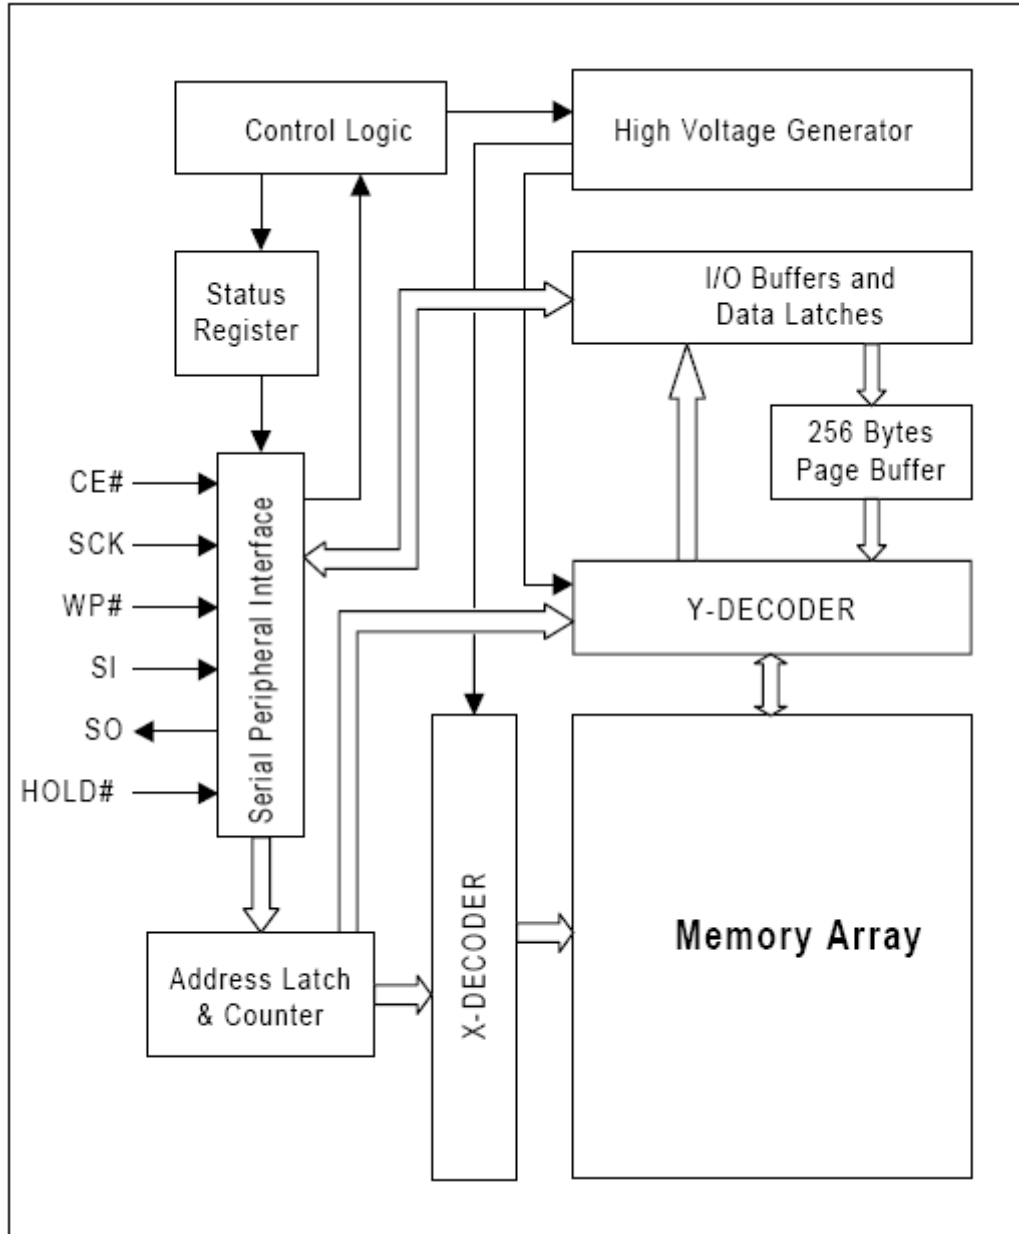 Control Logic
High Voltage Generator
Status
Register
I/O Buffers and
Data Latches
256 Bytes
Page Buffer
CE#
SCK
WP#
SI
SO
HOLD#
Serial Peripheral Interface
Y-DECODER
Address Latch
& Counter
X-DECODER
Memory Array